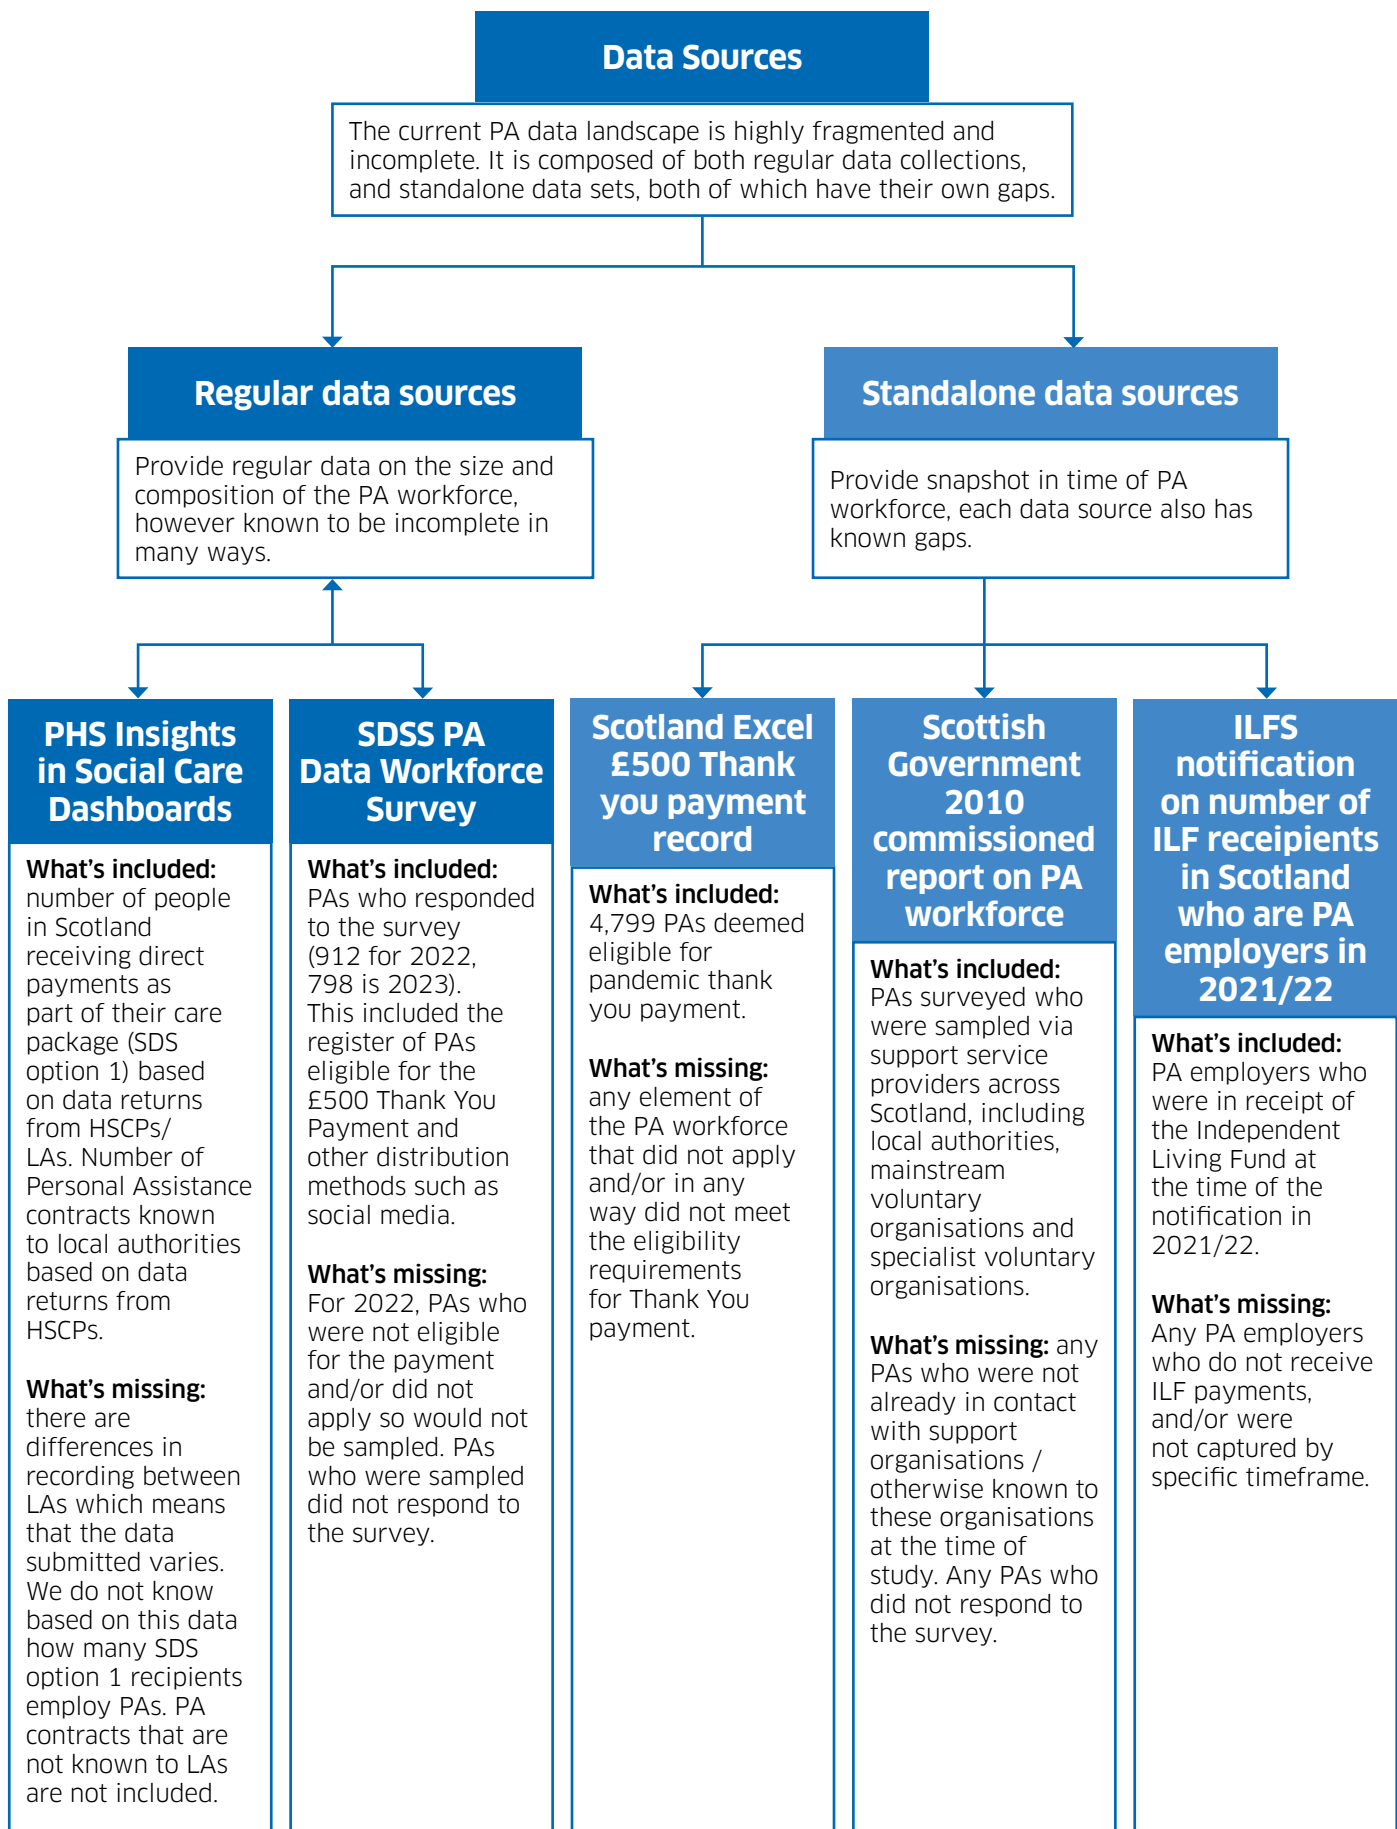 Data Sources
The current PA data landscape is highly fragmented and
incomplete. It is composed of both regular data collections,
and standalone data sets, both of which have their own gaps.
Regular data sources
Provide regular data on the size and
composition of the PA workforce,
however known to be incomplete in
many ways.
Standalone data sources
Provide snapshot in time of PA
workforce, each data source also has
known gaps.
PHS Insights
in Social Care
Dashboards
What's included:
number of people
in Scotland
receiving direct
payments as
part of their care
package (SDS
option 1) based
on data returns
from HSCPs/
LAs. Number of
Personal Assistance
contracts known
to local authorities
based on data
returns from
HSCPs.
What's missing:
there are
differences in
recording between
LAs which means
that the data
submitted varies.
We do not know
based on this data
how many SDS
option 1 recipients
employ PAs. PA
contracts that are
not known to LAs
are not included.
SDSS PA
Data Workforce
Survey
What's included:
PAs who responded
to the survey
(912 for 2022,
798 is 2023).
This included the
register of PAs
eligible for the
£500 Thank You
Payment and
other distribution
methods such as
social media.
What's missing:
For 2022, PAs who
were not eligible
for the payment
and/or did not
apply so would not
be sampled. PAs
who were sampled
did not respond to
the survey.
Scotland Excel
£500 Thank
you payment
record
What's included:
4,799 PAs deemed
eligible for
pandemic thank
you payment.
What's missing:
any element of
the PA workforce
that did not apply
and/or in any
way did not meet
the eligibility
requirements
for Thank You
payment.
Scottish
Government
2010
commissioned
report on PA
workforce
What's included:
PAs surveyed who
were sampled via
support service
providers across
Scotland, including
local authorities,
mainstream
voluntary
organisations and
specialist voluntary
organisations.
What's missing: any
PAs who were not
already in contact
with support
organisations /
otherwise known to
these organisations
at the time of
study. Any PAs who
did not respond to
the survey.
ILFS
notification
on number of
ILF receipients
in Scotland
who are PA
employers in
2021/22
What's included:
PA employers who
were in receipt of
the Independent
Living Fund at
the time of the
notification in
2021/22.
What's missing:
Any PA employers
who do not receive
ILF payments,
and/or were
not captured by
specific timeframe.